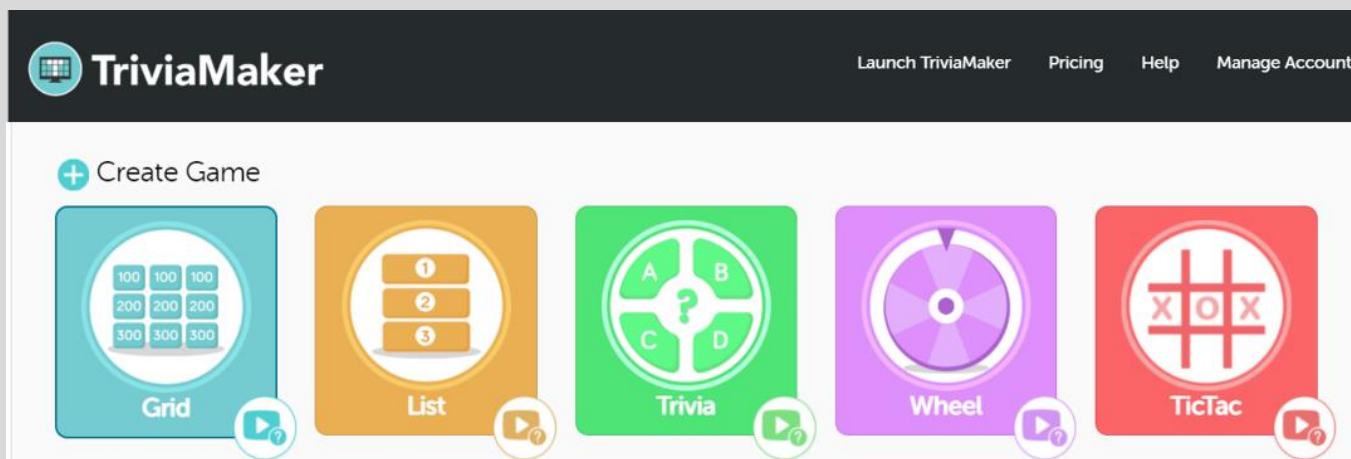 TriviaMaker
Launch TriviaMaker Pricing Help Manage Account
Create Game
100 100 100
200 200 200
300 300 300
Grid
?
1
2
3
List
?
A B
?
C D
Trivia
?
Wheel
?
X O X
TicTac
?